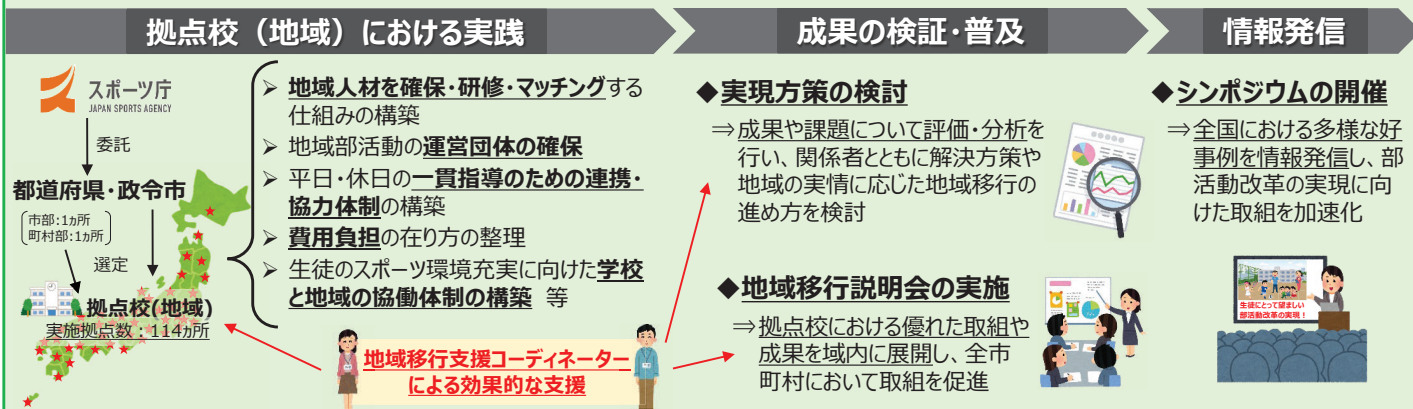 拠点校（地域）における実践
スポーツ庁
JAPAN SPORTS AGENCY
委託
都道府県・政令市
市部:1ヵ所
町村部:1ヵ所
選定
拠点校（地域）
実施拠点数：114ヵ所
➢ 地域人材を確保・研修・マッチングする
仕組みの構築
➢ 地域部活動の運営団体の確保
➢ 平日・休日の一貫指導のための連携・
協力体制の構築
➢ 費用負担の在り方の整理
➢ 生徒のスポーツ環境充実に向けた学校
と地域の協働体制の構築 等
地域移行支援コーディネーター
による効果的な支援
成果の検証・普及
◆実現方策の検討
⇒成果や課題について評価・分析を
行い、関係者とともに解決方策や
地域の実情に応じた地域移行の
進め方を検討
◆地域移行説明会の実施
⇒拠点校における優れた取組や
成果を域内に展開し、全市
町村において取組を促進
情報発信
◆シンポジウムの開催
⇒全国における多様な好
事例を情報発信し、部
活動改革の実現に向
けた取組を加速化
生徒にとって望ましい
部活動改革の実現！